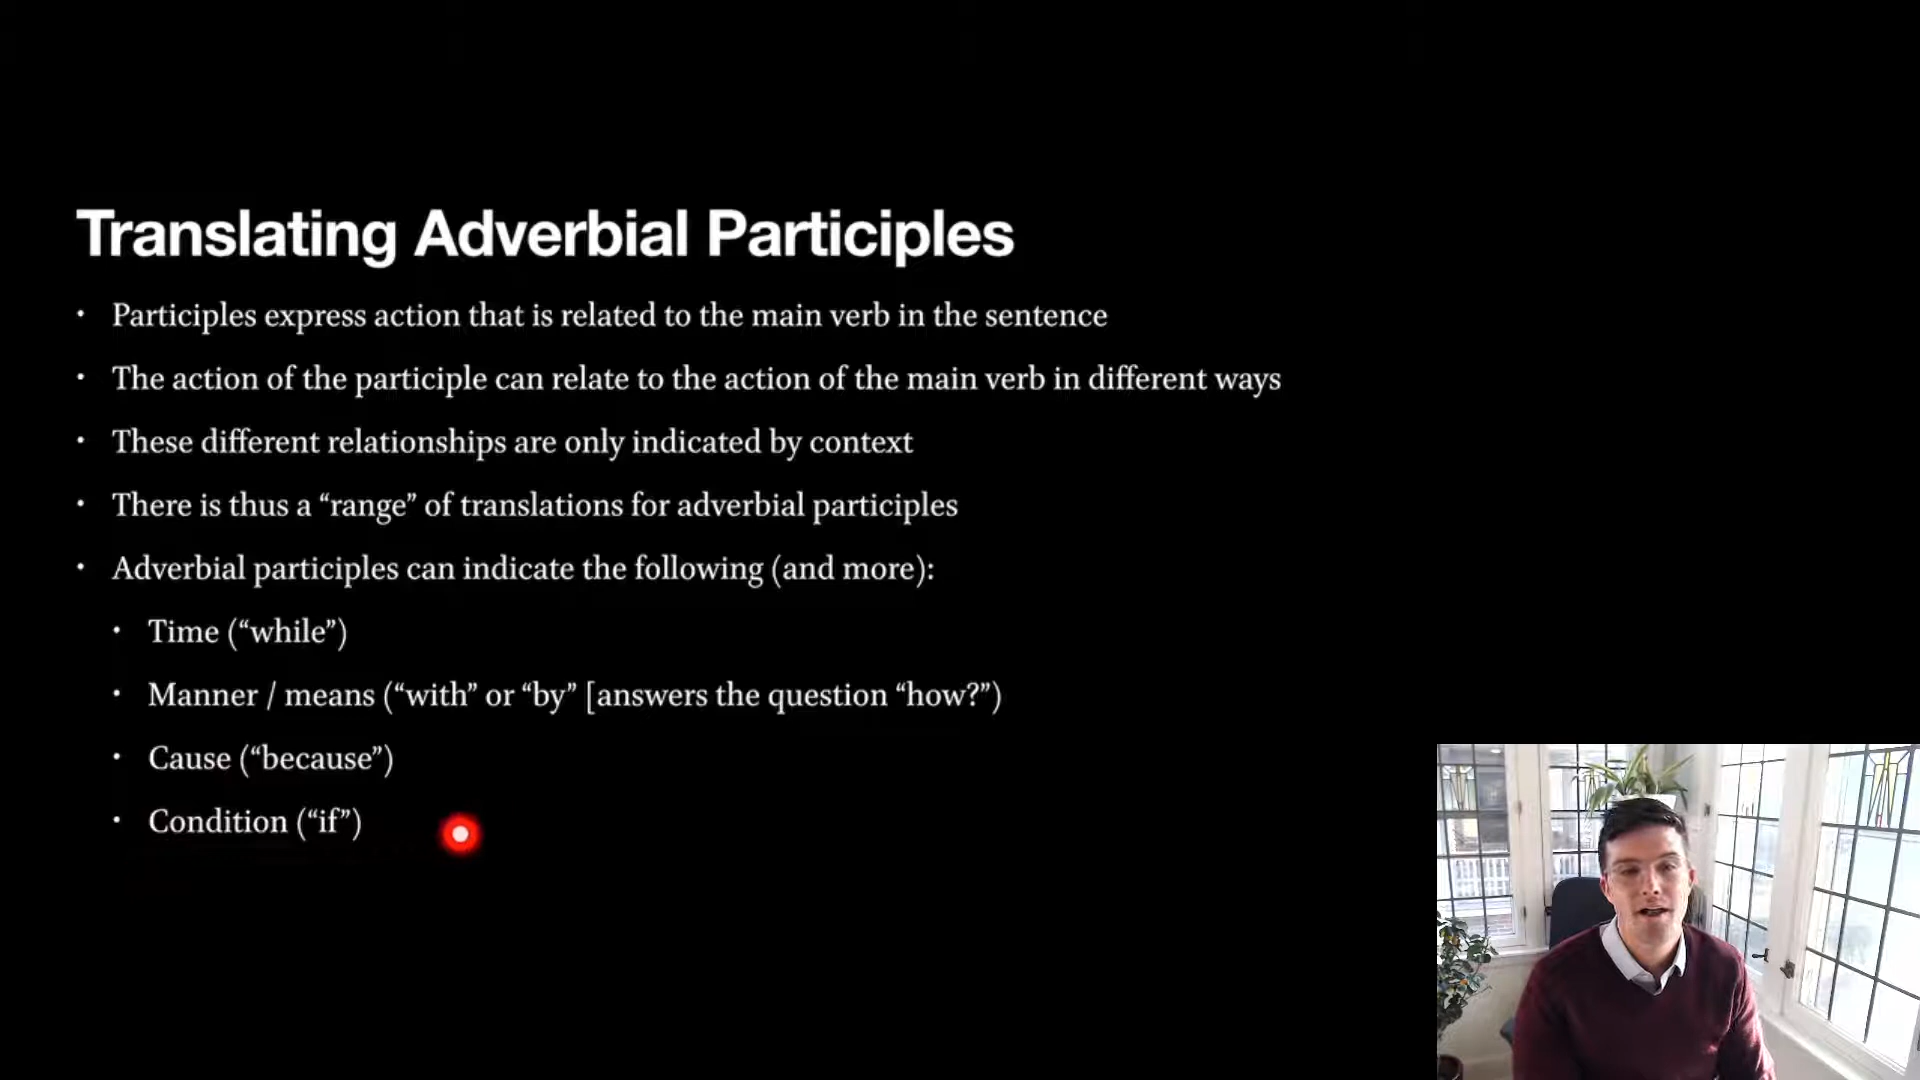 Translating Adverbial Participles
• Participles express action that is related to the main verb in the sentence
• The action of the participle can relate to the action of the main verb in different ways
• These different relationships are only indicated by context
• There is thus a “range” of translations for adverbial participles
• Adverbial participles can indicate the following (and more):
• Time (“while”)
• Manner / means (“with” or “by” [answers the question “how?”)
• Cause (“because”)
• Condition (“if”)